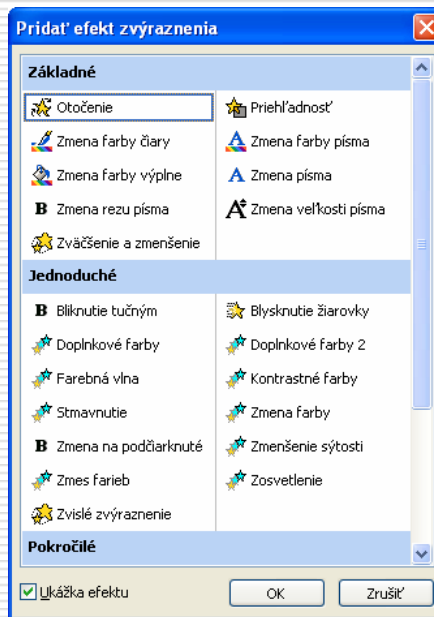 Pridať efekt zvýraznenia
Základné
Otočenie
Priehľadnosť
Zmena farby čiary
Zmena farby písma
Zmena farby výplne
Zmena písma
Zmena rezu písma
Zmena veľkosti písma
Zväčšenie a zmenšenie
Jednoduché
Bliknutie tučným
Blysknutie žiarovky
Doplnkové farby
Doplnkové farby 2
Farebná vlna
Kontrastné farby
Stmavnutie
Zmena farby
Zmena na podčiarknuté
Zmenšenie sýtosti
Zmes farieb
Zosvetlenie
Zvislé zvýraznenie
Pokročilé
Ukážka efektu
OK
Zrušiť